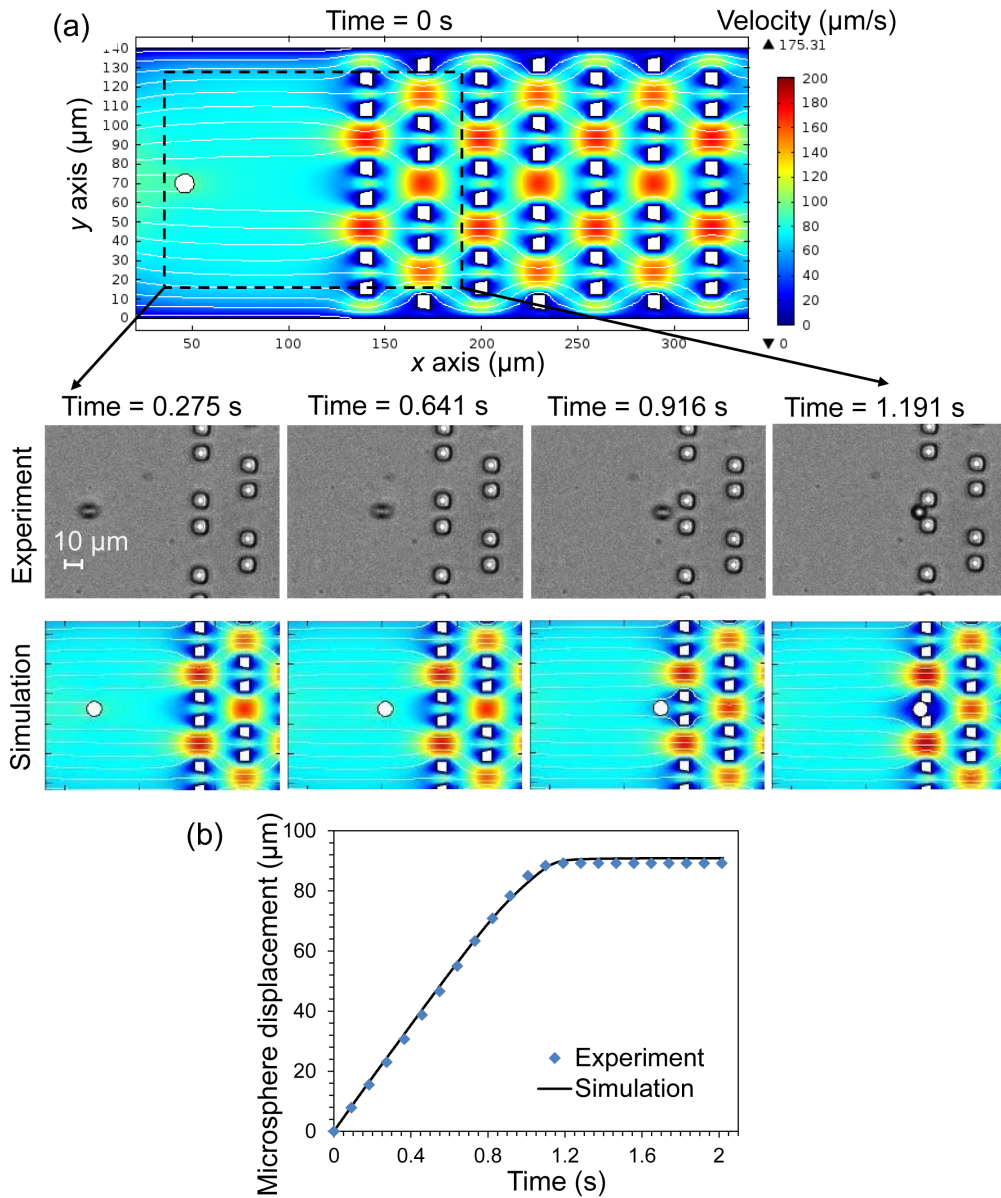 (a)
Time = 0 s
Velocity (µm/s)
▲ 175.31
140
130
120
110
100
90
80
70
60
50
40
30
20
10
0
y axis (µm)
50
100
150
200
250
300
x axis (µm)
200
180
160
140
120
100
80
60
40
20
0
▼ 0
Time = 0.275 s
Time = 0.641 s
Time = 0.916 s
Time = 1.191 s
Experiment
10 µm
Simulation
(b)
Microsphere displacement (µm)
100
80
60
40
20
0
Experiment
Simulation
0
0.4
0.8
1.2
1.6
2
Time (s)